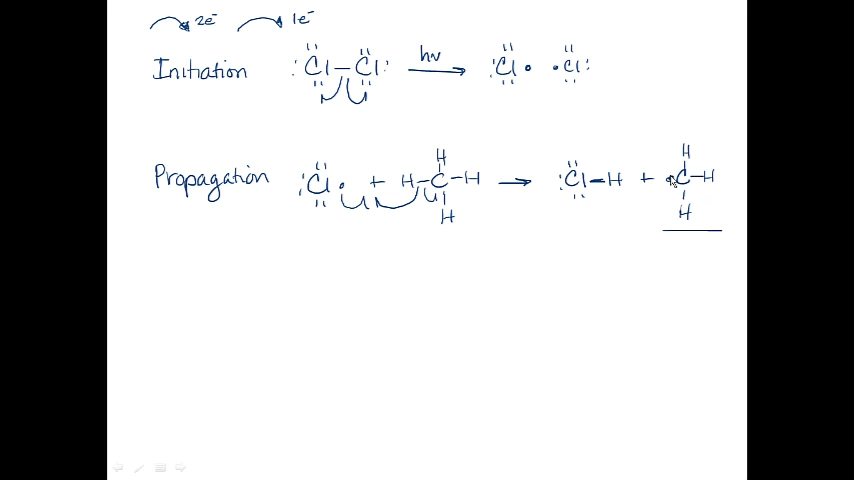 2e⁻ 1e⁻
Initiation :Cl—Cl: hν → :Cl• •Cl:
H H
Propagation :Cl• + H—C—H → :Cl—H + •C—H
H H